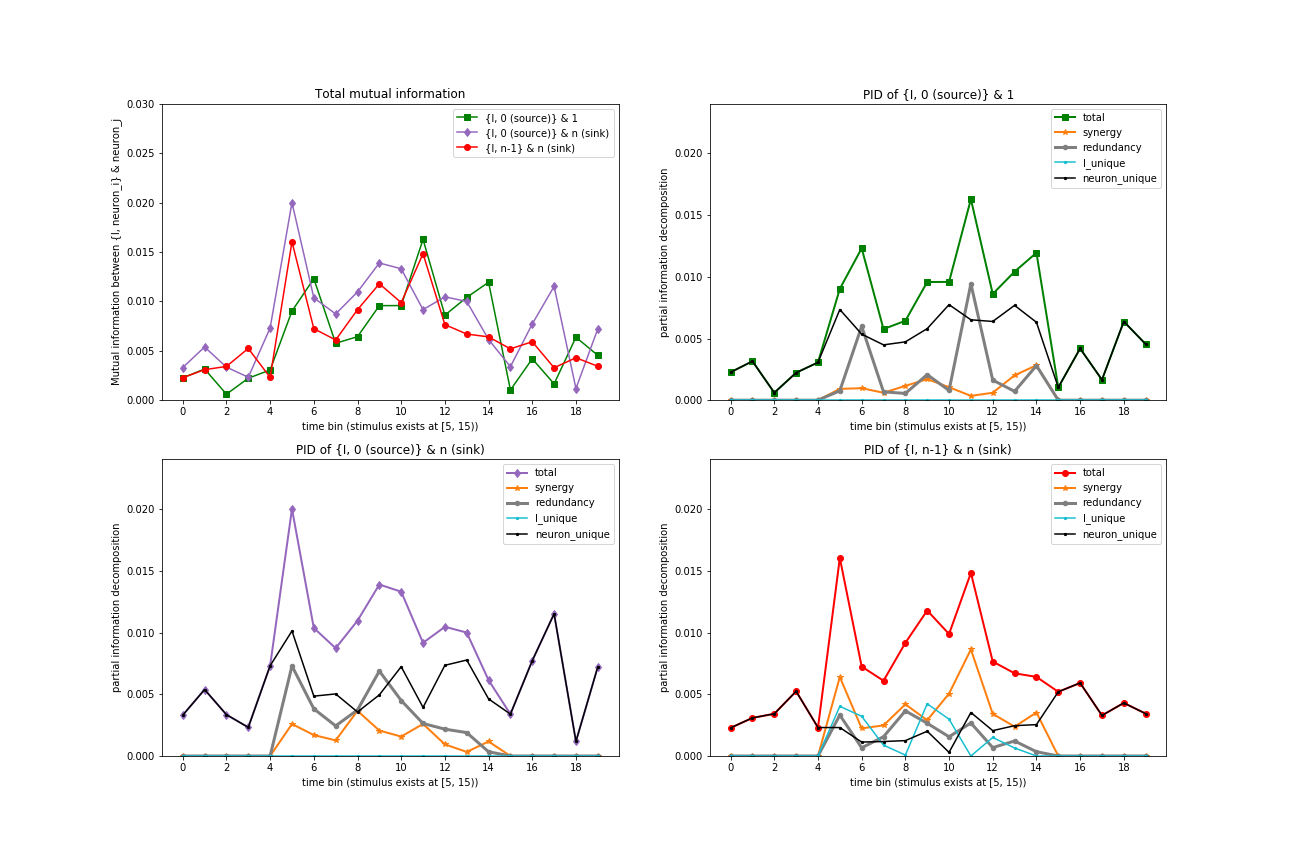 Total mutual information
Mutual information between {I, neuron_i} & neuron_j
0.030
0.025
0.020
0.015
0.010
0.005
0.000
{I, 0 (source)} & 1
{I, 0 (source)} & n (sink)
{I, n-1} & n (sink)
0 2 4 6 8 10 12 14 16 18
time bin (stimulus exists at [5, 15))
PID of {I, 0 (source)} & 1
partial information decomposition
0.020
0.015
0.010
0.005
0.000
total
synergy
redundancy
I_unique
neuron_unique
0 2 4 6 8 10 12 14 16 18
time bin (stimulus exists at [5, 15))
PID of {I, 0 (source)} & n (sink)
partial information decomposition
0.020
0.015
0.010
0.005
0.000
total
synergy
redundancy
I_unique
neuron_unique
0 2 4 6 8 10 12 14 16 18
time bin (stimulus exists at [5, 15))
PID of {I, n-1} & n (sink)
partial information decomposition
0.020
0.015
0.010
0.005
0.000
total
synergy
redundancy
I_unique
neuron_unique
0 2 4 6 8 10 12 14 16 18
time bin (stimulus exists at [5, 15))